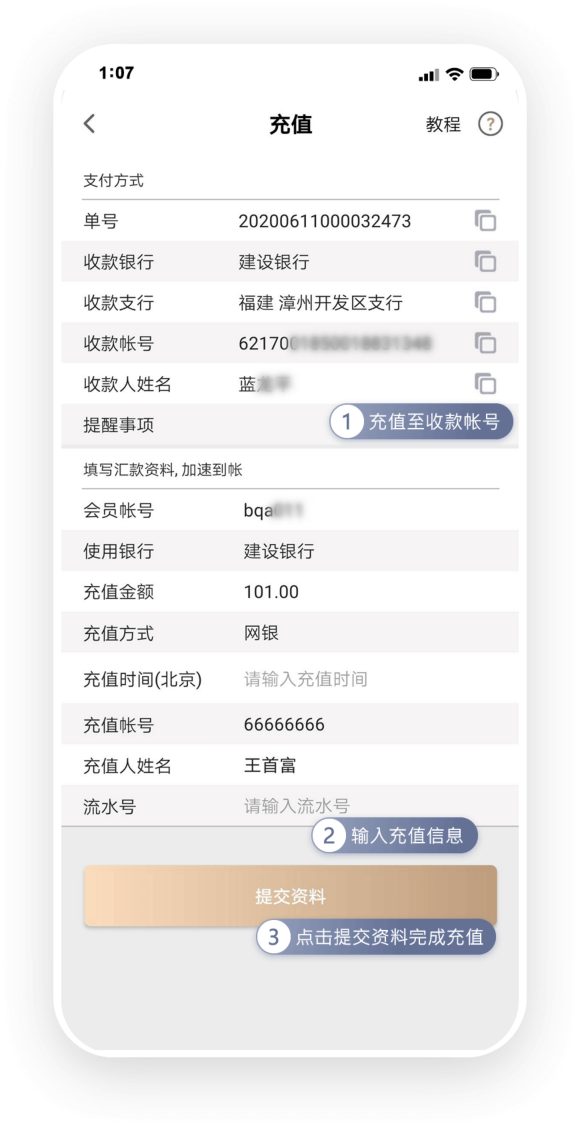 1:07
充值 教程 ?
支付方式
单号 20200611000032473
收款银行 建设银行
收款支行 福建 漳州开发区支行
收款帐号 62170
收款人姓名 蓝
提醒事项
1 充值至收款帐号
填写汇款资料, 加速到帐
会员帐号 bqa
使用银行 建设银行
充值金额 101.00
充值方式 网银
充值时间(北京) 请输入充值时间
充值帐号 66666666
充值人姓名 王首富
流水号 请输入流水号
2 输入充值信息
提交资料
3 点击提交资料完成充值